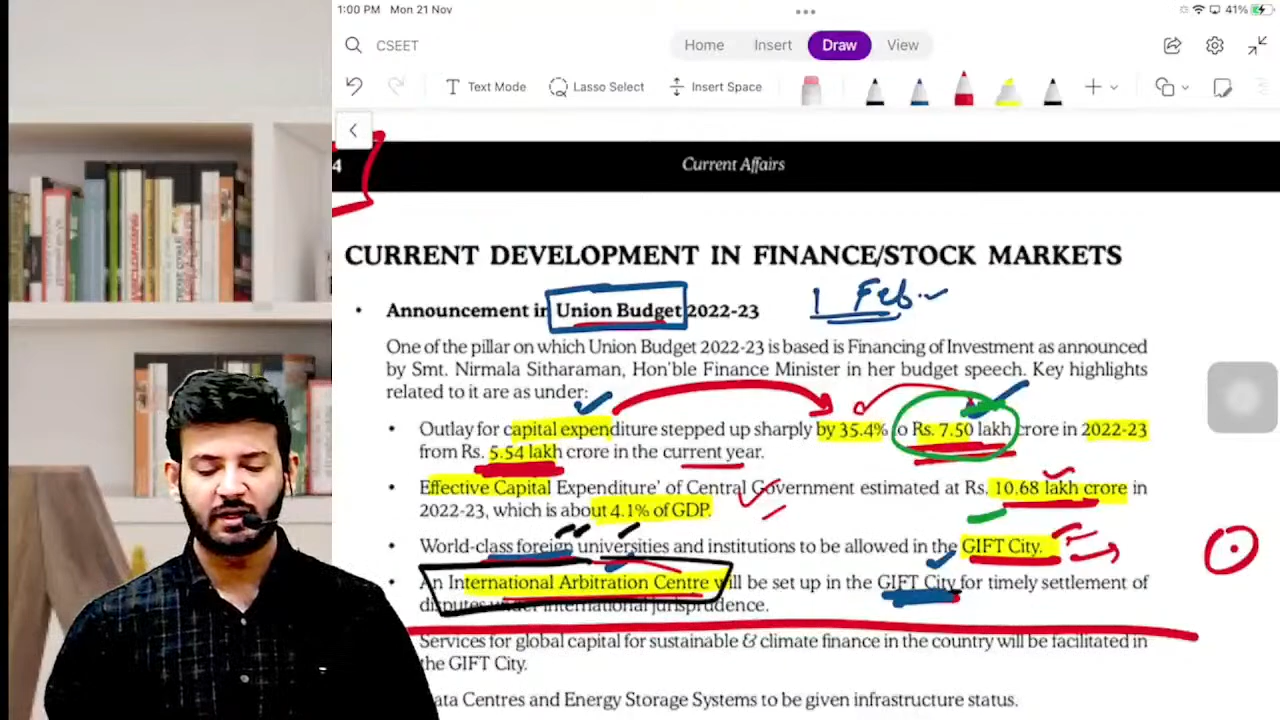 1:00 PM Mon 21 Nov
41%
CSEET
Home Insert Draw View
Text Mode Lasso Select Insert Space
4
Current Affairs
CURRENT DEVELOPMENT IN FINANCE/STOCK MARKETS
• Announcement in Union Budget 2022-23 1 Feb.
One of the pillar on which Union Budget 2022-23 is based is Financing of Investment as announced
by Smt. Nirmala Sitharaman, Hon'ble Finance Minister in her budget speech. Key highlights
related to it are as under:
• Outlay for capital expenditure stepped up sharply by 35.4% to Rs. 7.50 lakh crore in 2022-23
from Rs. 5.54 lakh crore in the current year.
• Effective Capital Expenditure' of Central Government estimated at Rs. 10.68 lakh crore in
2022-23, which is about 4.1% of GDP.
• World-class foreign universities and institutions to be allowed in the GIFT City.
• An International Arbitration Centre will be set up in the GIFT City for timely settlement of
disputes under international jurisprudence.
Services for global capital for sustainable & climate finance in the country will be facilitated in
the GIFT City.
ata Centres and Energy Storage Systems to be given infrastructure status.